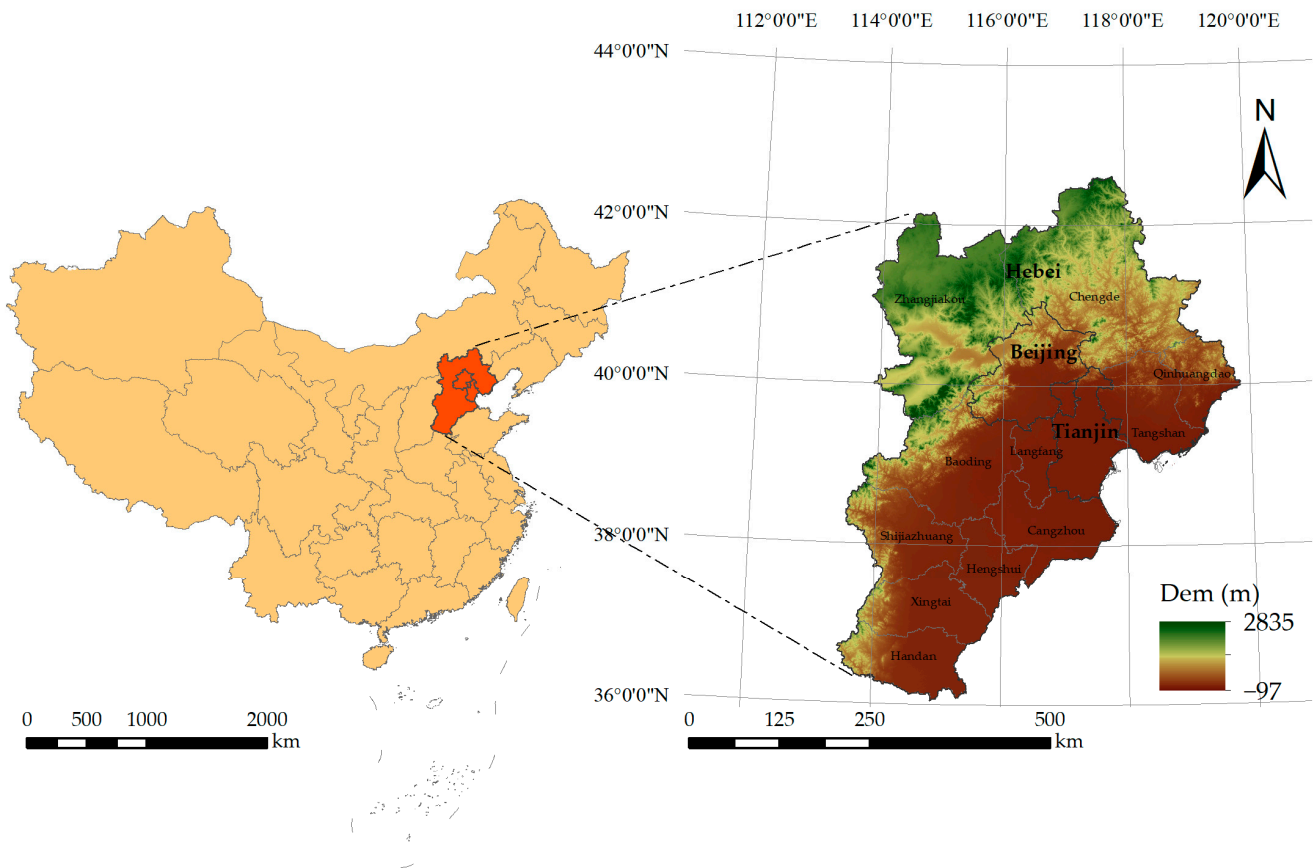 112°0'0"E 114°0'0"E 116°0'0"E 118°0'0"E 120°0'0"E
44°0'0"N
N
42°0'0"N
Hebei
Zhangjiakou
Chengde
Beijing
40°0'0"N
Qinhuangdao
Tianjin
Tangshan
Langfang
Baoding
38°0'0"N
Shijiazhuang
Cangzhou
Hengshui
Xingtai
Dem (m)
2835
Handan
–97
36°0'0"N
0 500 1000 2000
km
0 125 250 500
km